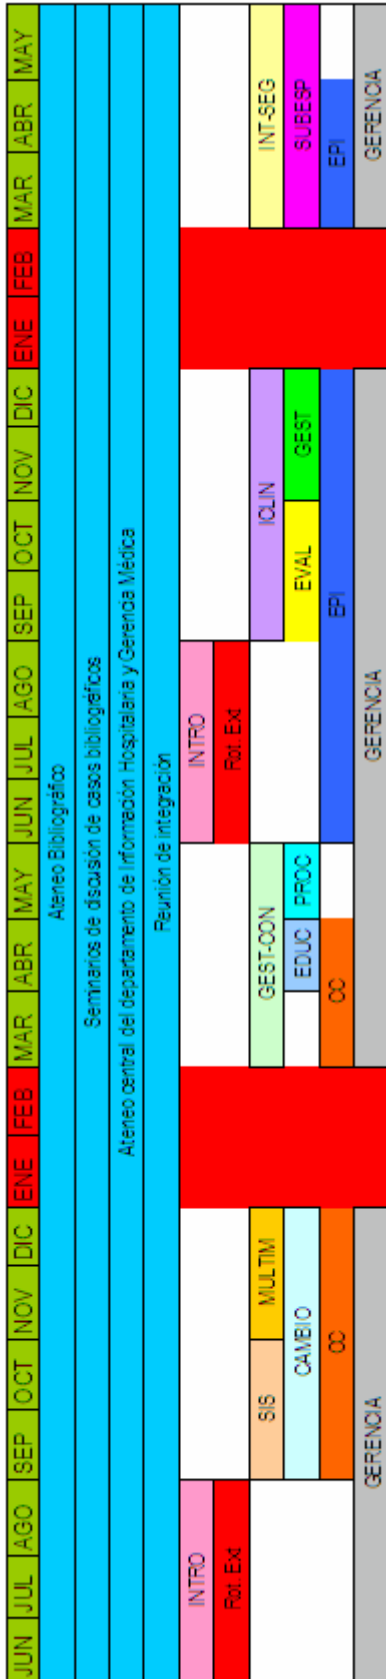 JUN JUL AGO SEP OCT NOV DIC ENE FEB MAR ABR MAY JUN JUL AGO SEP OCT NOV DIC ENE FEB MAR ABR MAY
Ateneo Bibliográfico
Seminarios de discusión de casos bibliográficos
Ateneo central del departamento de Información Hospitalaria y Gerencia Médica
Reunión de integración
INTRO INTRO
Rot. Ext Rot. Ext
SIS MULTIM GEST-CON ICLIN INT-SEG
CAMBIO EDUC PROC EVAL GEST SUBESP
CC CC EPI EPI
GERENCIA GERENCIA GERENCIA